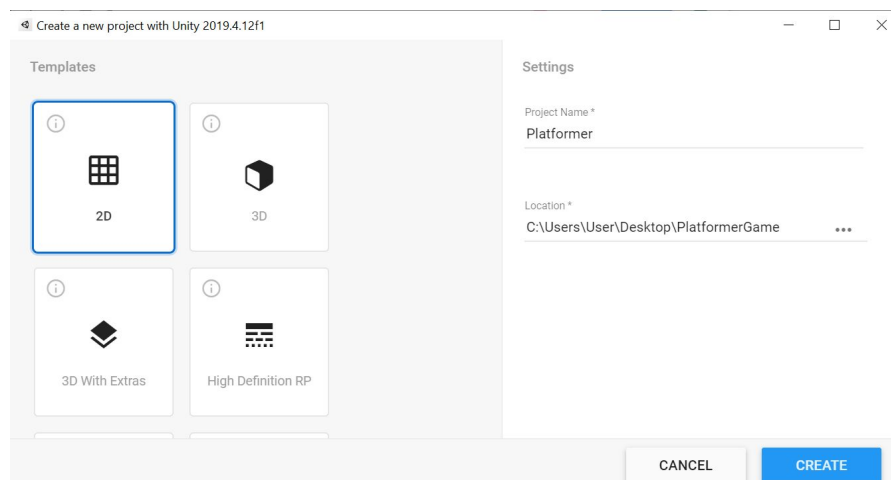 Create a new project with Unity 2019.4.12f1
Templates
2D
3D
3D With Extras
High Definition RP
Settings
Project Name *
Platformer
Location *
C:\Users\User\Desktop\PlatformerGame
CANCEL
CREATE